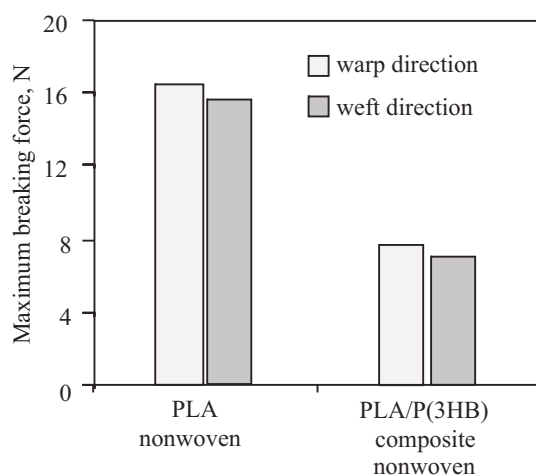 20
16
12
8
4
0
Maximum breaking force, N
warp direction
weft direction
PLA
nonwoven
PLA/P(3HB)
composite
nonwoven